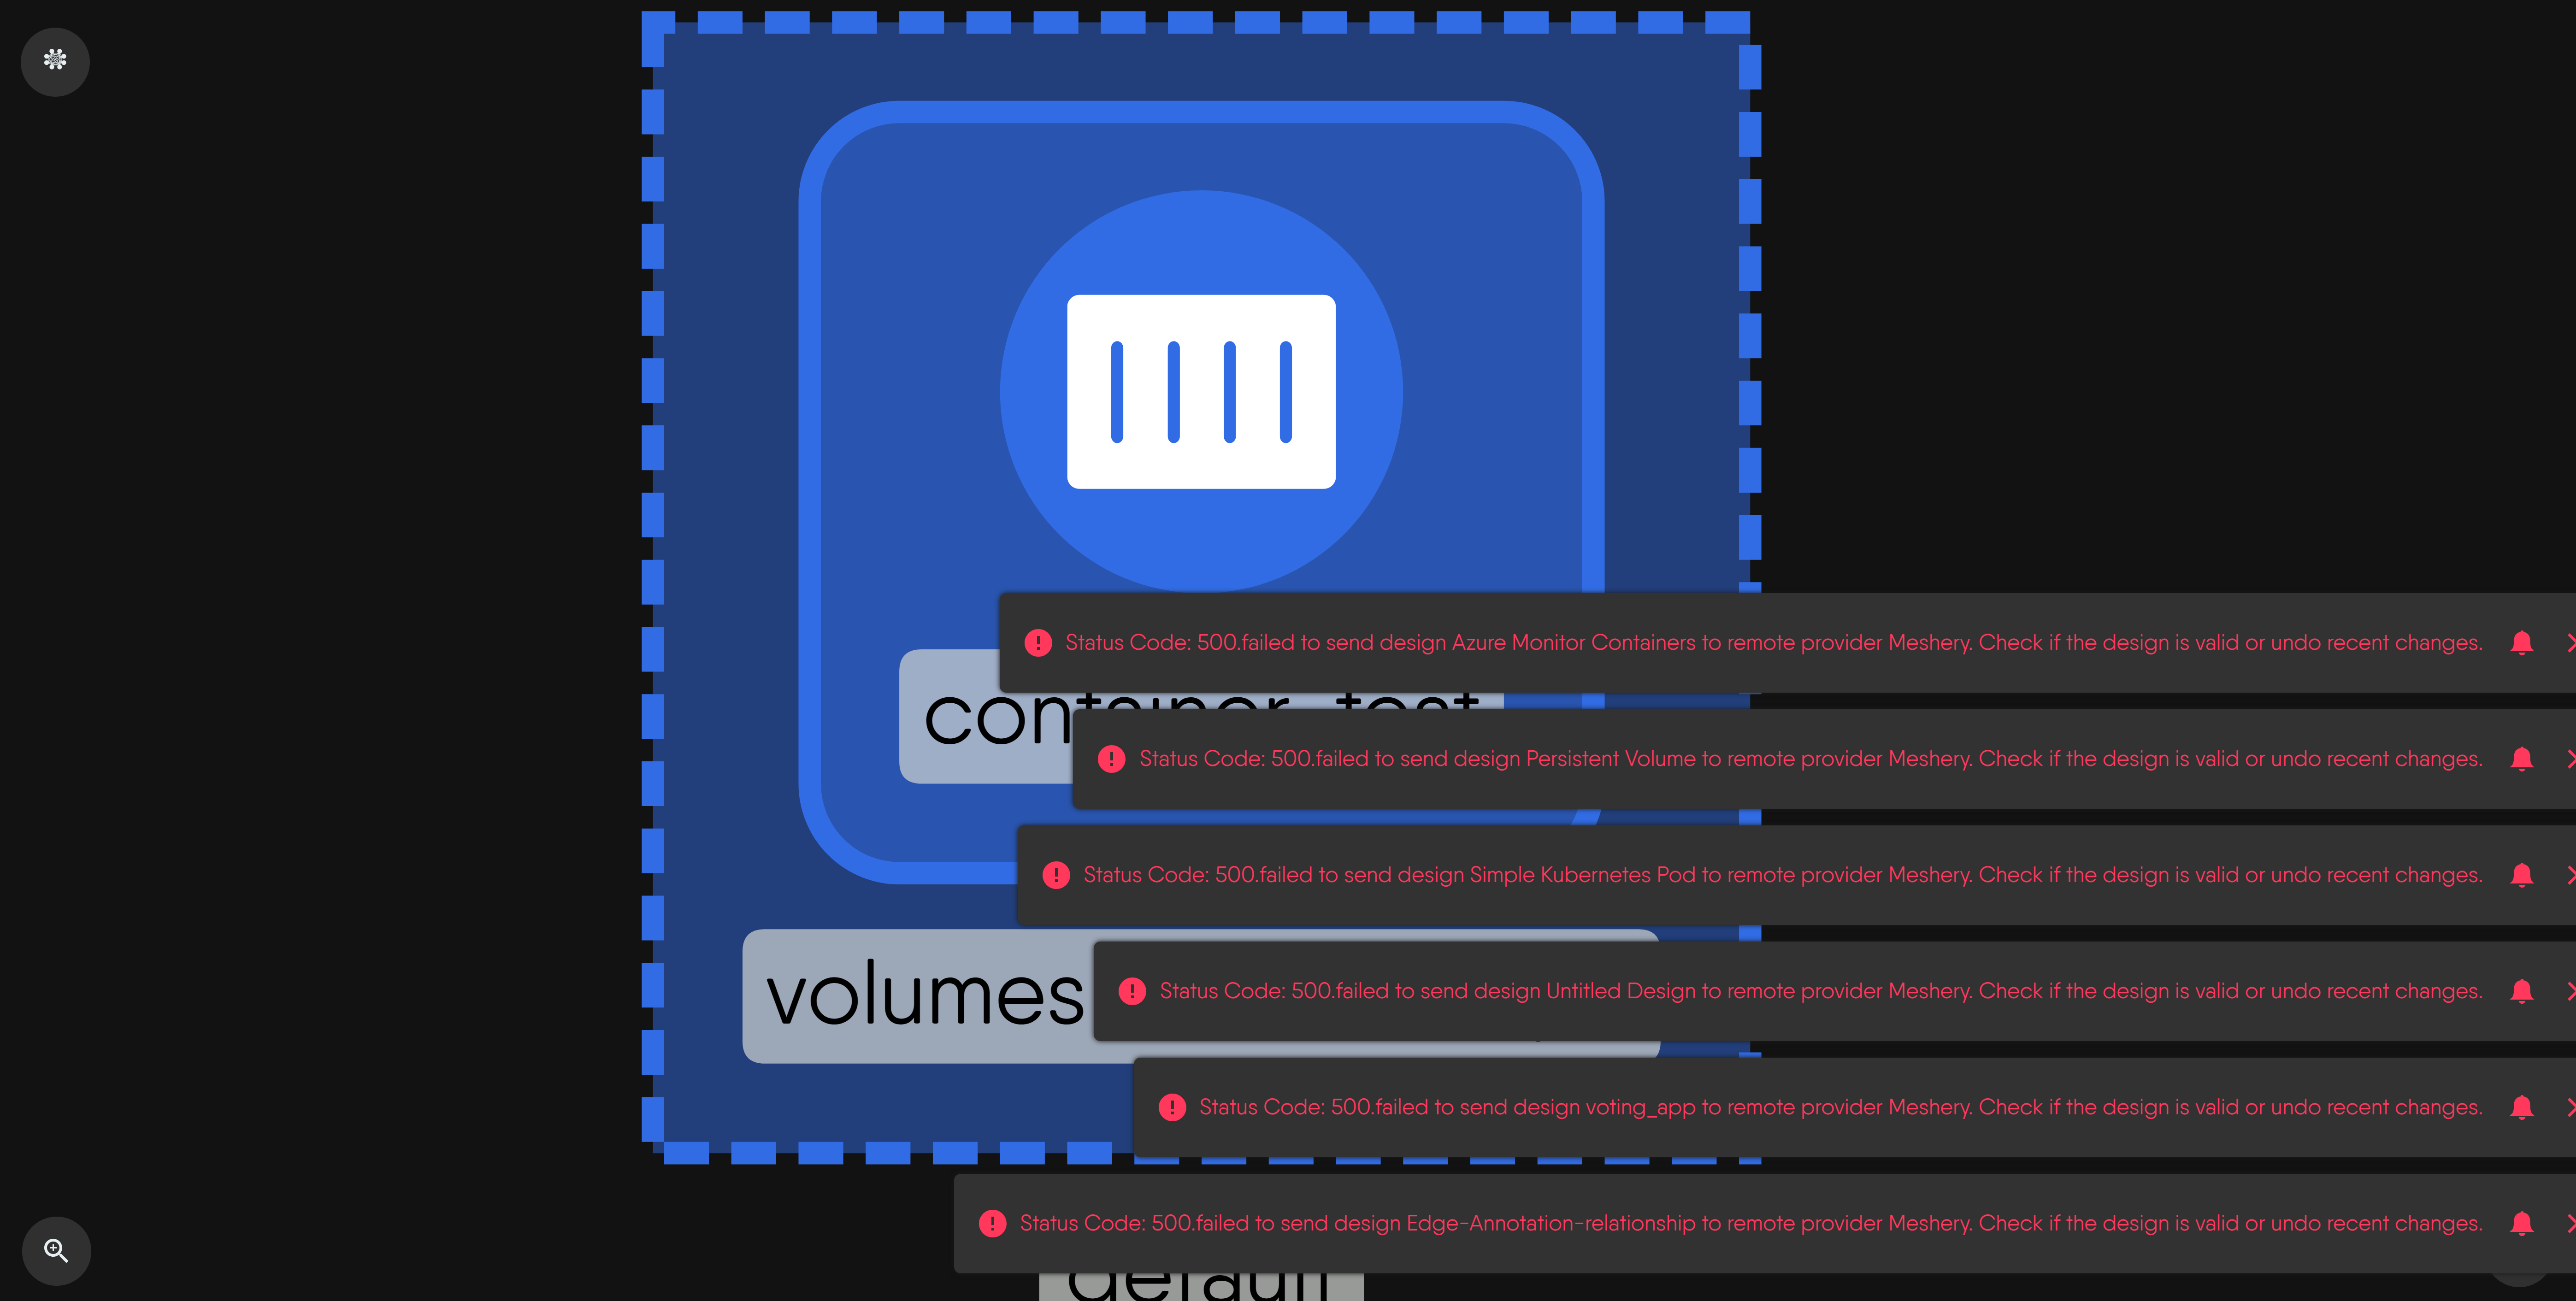 Status Code: 500.failed to send design Azure Monitor Containers to remote provider Meshery. Check if the design is valid or undo recent changes.
container test
Status Code: 500.failed to send design Persistent Volume to remote provider Meshery. Check if the design is valid or undo recent changes.
Status Code: 500.failed to send design Simple Kubernetes Pod to remote provider Meshery. Check if the design is valid or undo recent changes.
volumes
Status Code: 500.failed to send design Untitled Design to remote provider Meshery. Check if the design is valid or undo recent changes.
Status Code: 500.failed to send design voting_app to remote provider Meshery. Check if the design is valid or undo recent changes.
Status Code: 500.failed to send design Edge-Annotation-relationship to remote provider Meshery. Check if the design is valid or undo recent changes.
default